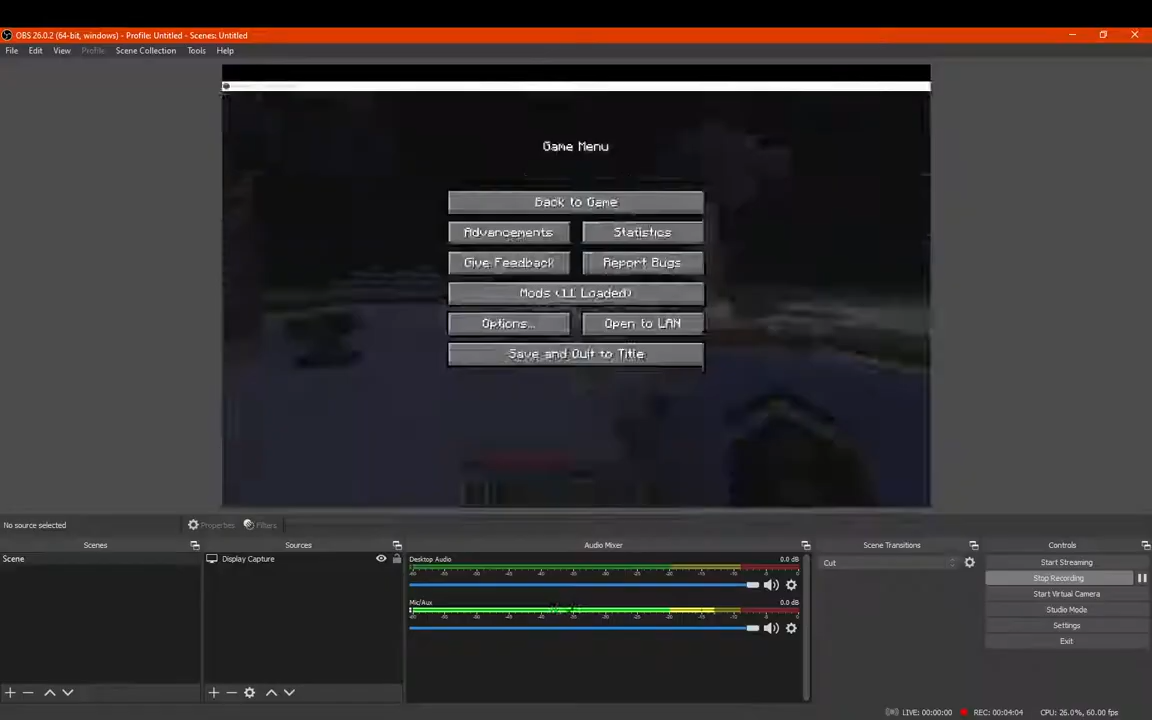 OBS 26.0.2 (64-bit, windows) - Profile: Untitled - Scenes: Untitled
File Edit View Profile Scene Collection Tools Help
Game Menu
Back to Game
Advancements Statistics
Give Feedback Report Bugs
Mods (11 Loaded)
Options... Open to LAN
Save and Quit to Title
No source selected Properties Filters
Scenes Sources Audio Mixer Scene Transitions Controls
Scene
Display Capture
Desktop Audio 0.0 dB
Mic/Aux 0.0 dB
Cut
Start Streaming
Stop Recording
Start Virtual Camera
Studio Mode
Settings
Exit
LIVE: 00:00:00 REC: 00:04:04 CPU: 26.0%, 60.00 fps